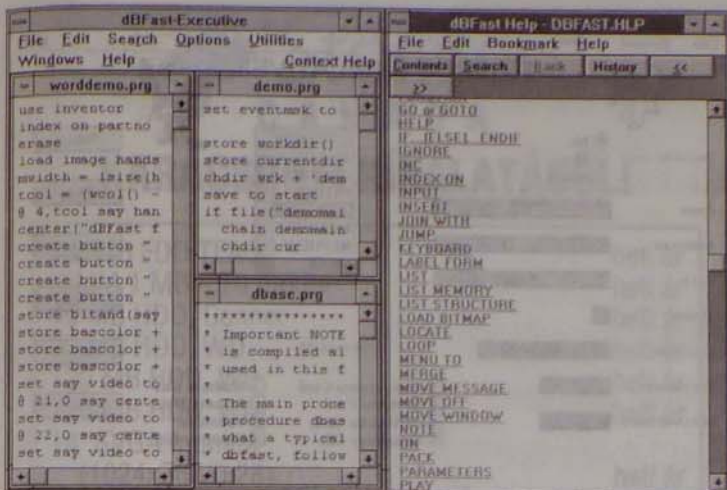 dBFast-Executive
File Edit Search Options Utilities
Windows Help Context Help
worddemo.prg
use inventor
index on partno
erase
load image hands
mwidth = lsize(h
tcol = (wcol() -
@ 4,tcol say han
center("dBFast f
create button "
create button "
create button "
create button "
store bitand(say
store bascolor +
store bascolor +
store bascolor +
set say video to
@ 21,0 say cente
set say video to
@ 22,0 say cente
set say video to
demo.prg
set eventmsk to
store workdir()
store currentdir
chdir wrk + 'dem
save to start
if file("demomai
chain demomain
chdir cur
dbase.prg
****************
* Important NOTE
* is compiled al
* used in this f
*
* The main proce
* procedure dbas
* what a typical
* dbfast, follow
dBFast Help - DBFAST.HLP
File Edit Bookmark Help
Contents Search Back History <<
>>
GO or GOTO
HELP
IF...[ELSE]...ENDIF
IGNORE
INC
INDEX ON
INPUT
INSERT
JOIN WITH
JUMP
KEYBOARD
LABEL FORM
LIST
LIST MEMORY
LIST STRUCTURE
LOAD BITMAP
LOCATE
LOOP
MENU TO
MERGE
MOVE MESSAGE
MOVE OFF
MOVE WINDOW
NOTE
ON
PACK
PARAMETERS
PLAY